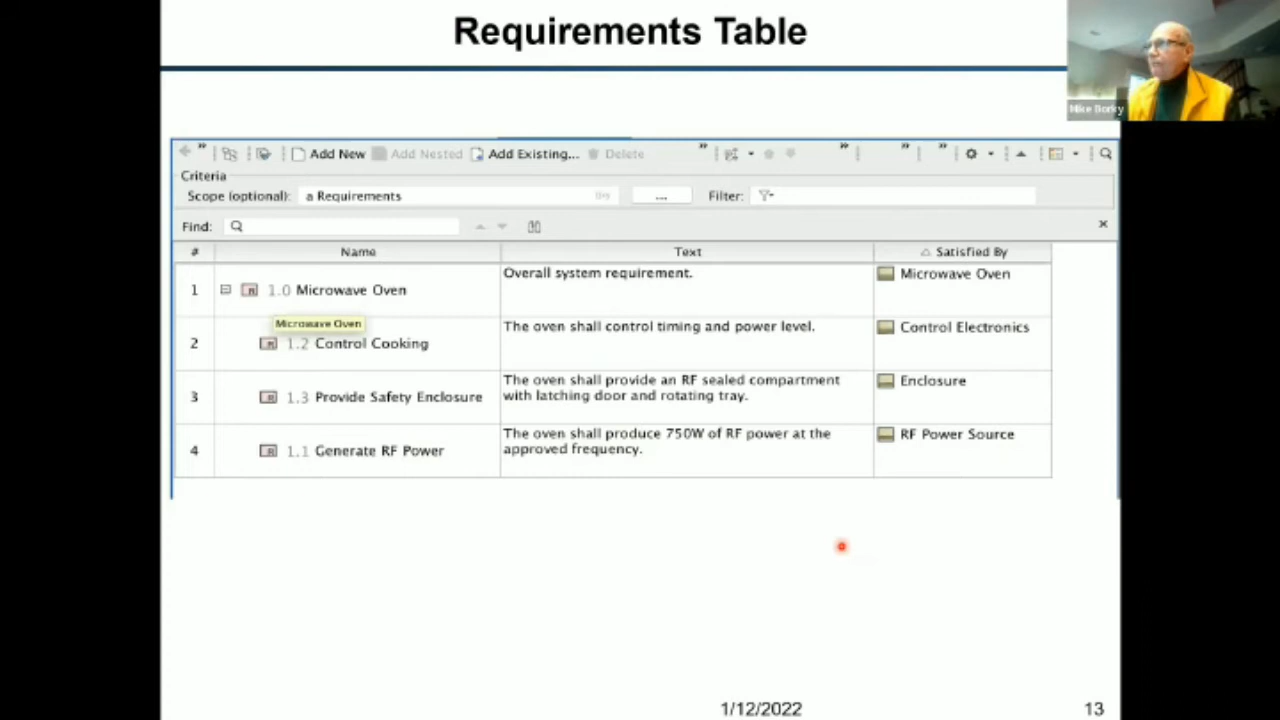 Requirements Table
Mike Borky
Add New Add Nested Add Existing... Delete
Criteria
Scope (optional): a Requirements ... Filter:
Find:
# Name Text Satisfied By
1 1.0 Microwave Oven Overall system requirement. Microwave Oven
Microwave Oven
2 1.2 Control Cooking The oven shall control timing and power level. Control Electronics
3 1.3 Provide Safety Enclosure The oven shall provide an RF sealed compartment
with latching door and rotating tray. Enclosure
4 1.1 Generate RF Power The oven shall produce 750W of RF power at the
approved frequency. RF Power Source
1/12/2022 13